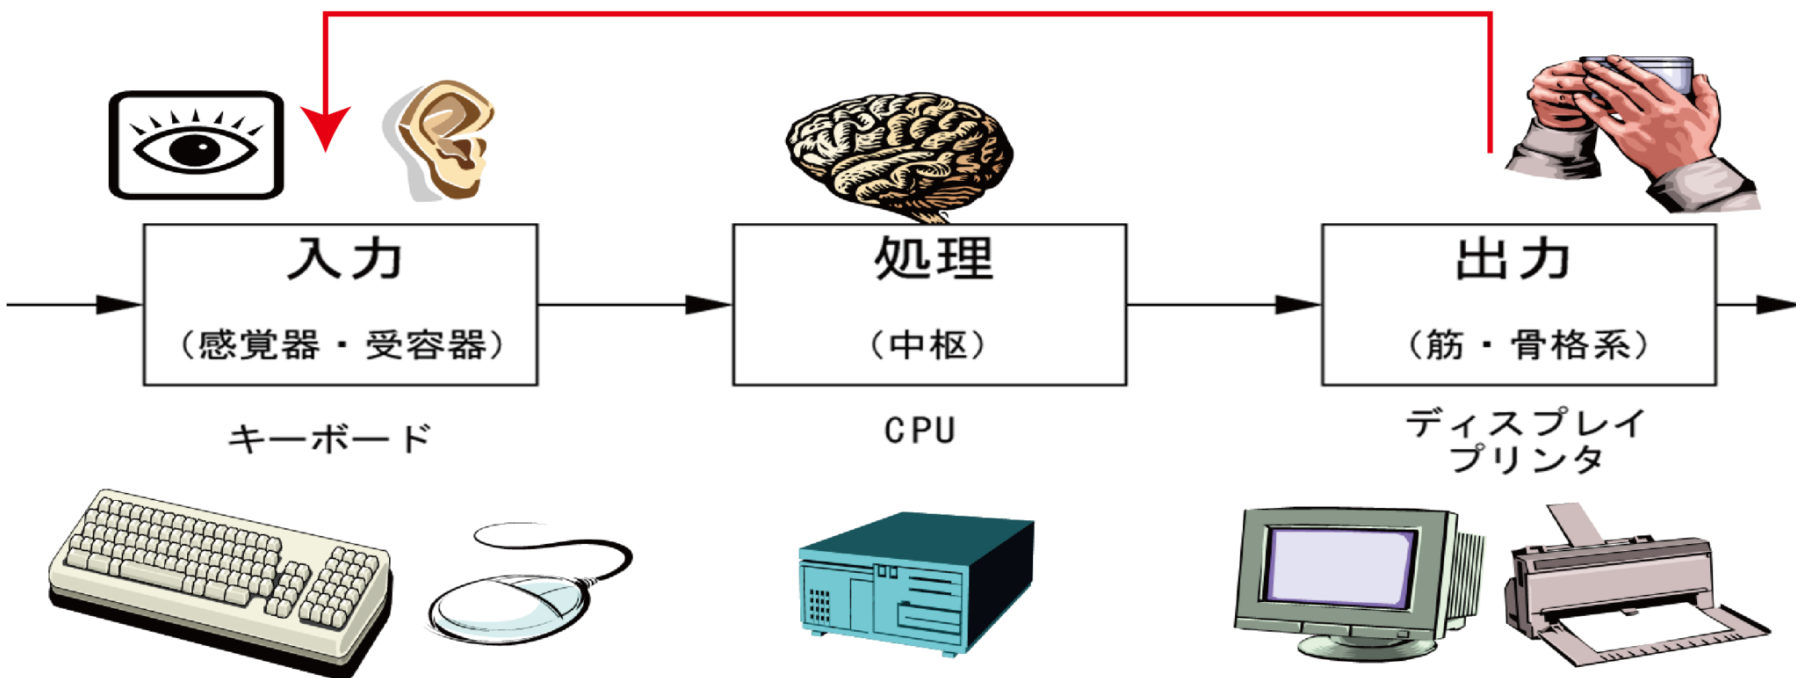 入力
(感覚器・受容器)
キーボード
処理
(中枢)
CPU
出力
(筋・骨格系)
ディスプレイ
プリンタ